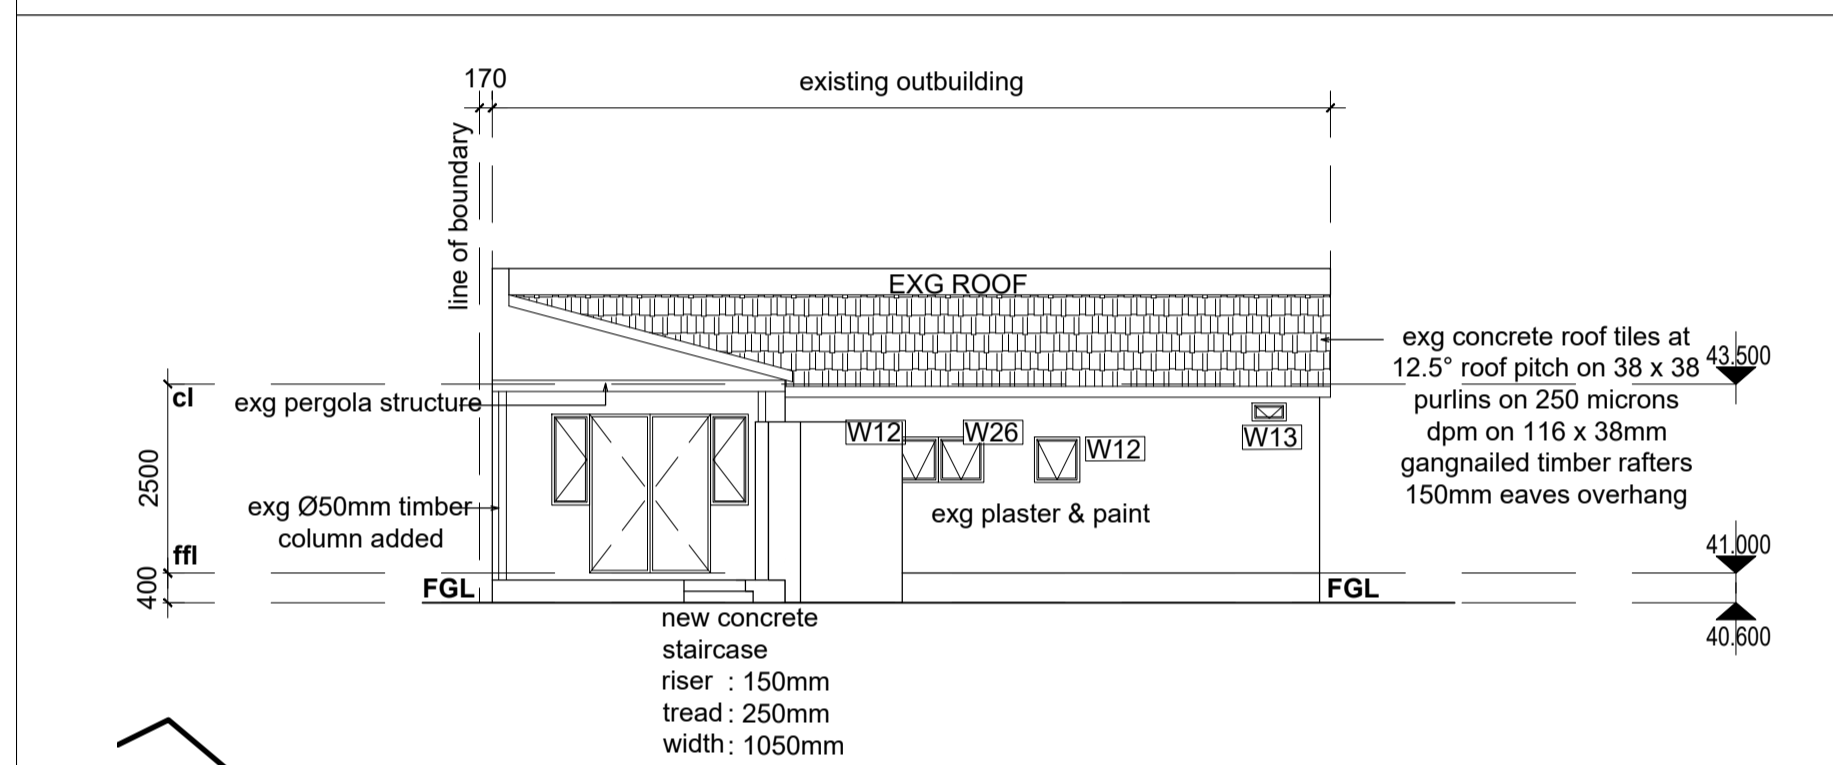 170
existing outbuilding
line of boundary
EXG ROOF
exg concrete roof tiles at
12.5° roof pitch on 38 x 38
purlins on 250 microns
dpm on 116 x 38mm
gangnailed timber rafters
150mm eaves overhang
43.500
cl
exg pergola structure
W12
W26
W12
W13
2500
exg Ø50mm timber
column added
exg plaster & paint
ffl
41.000
400
FGL
FGL
40.600
new concrete
staircase
riser : 150mm
tread : 250mm
width : 1050mm